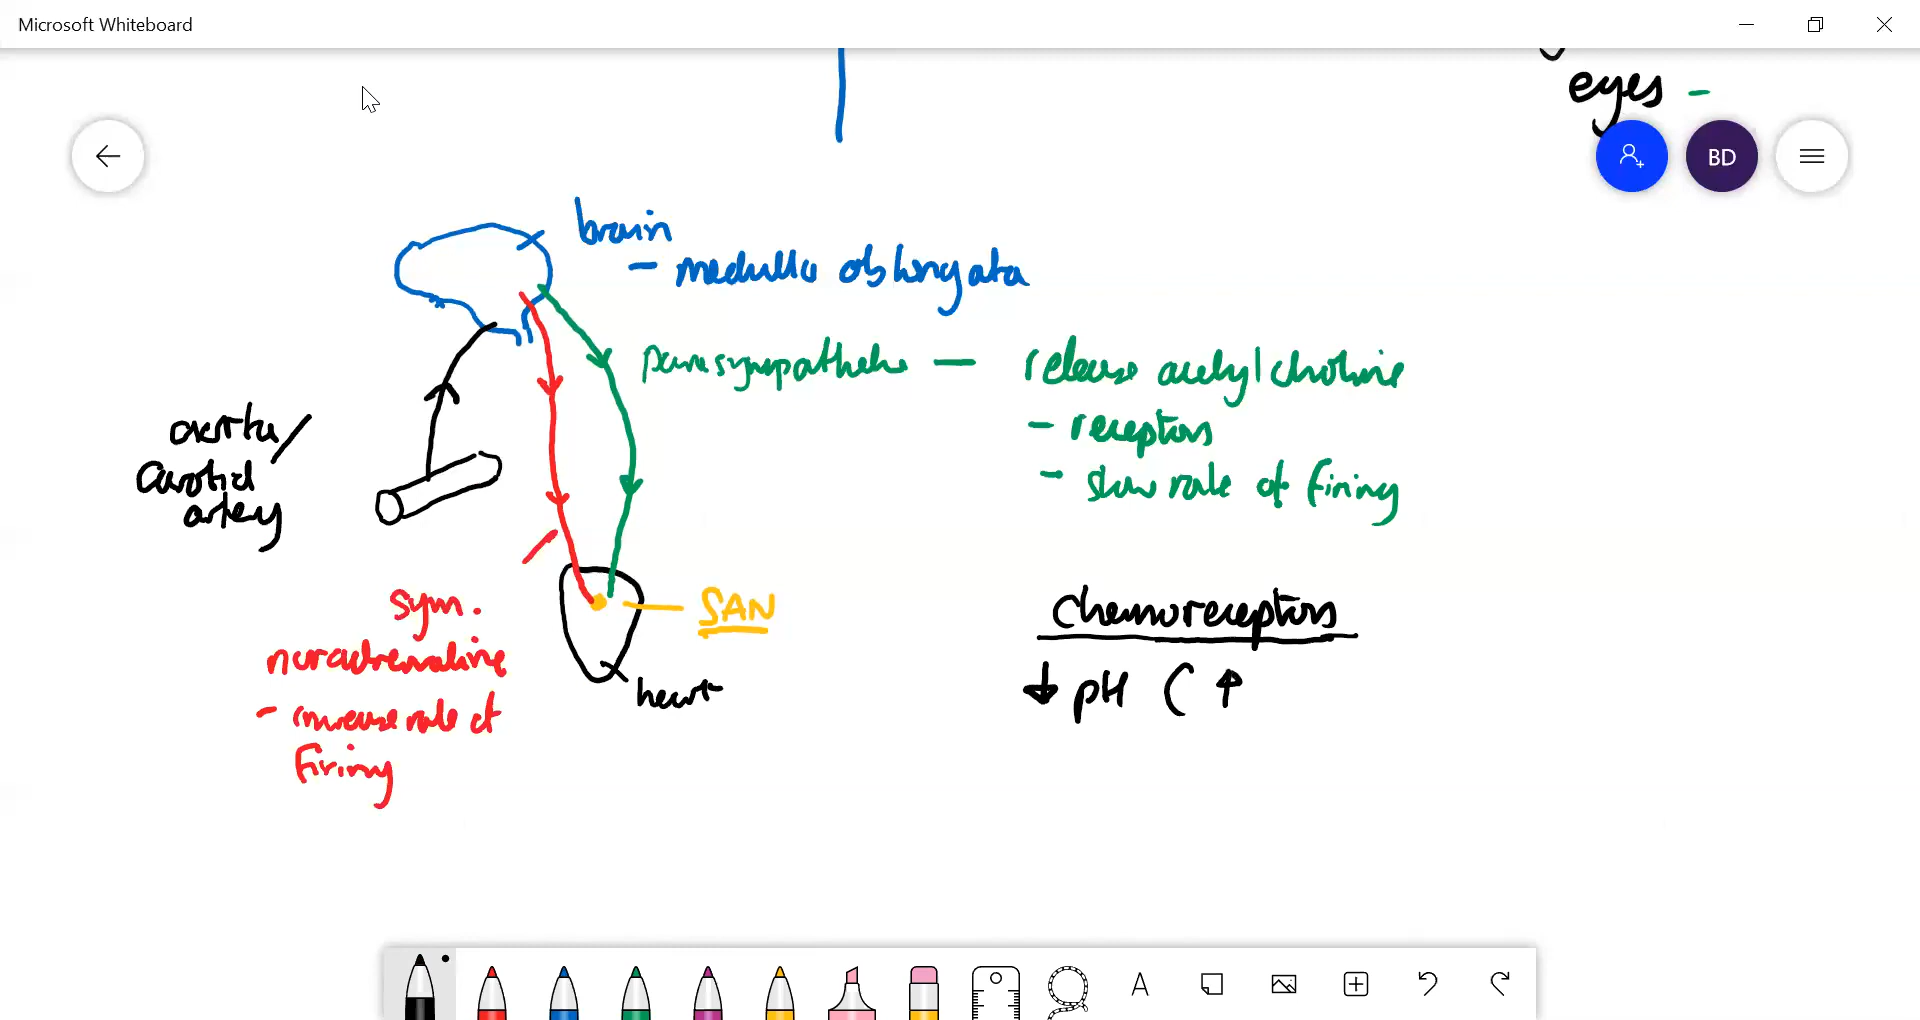 Microsoft Whiteboard
eyes -
BD
brain
- medulla oblongata
parasympathetic — release acetylcholine
- receptors
- slow rate of firing
aorta/
Carotid
artery
sym.
noradrenaline
- increase rate of
firing
SAN
heart
Chemoreceptors
↓ pH ( ↑
A